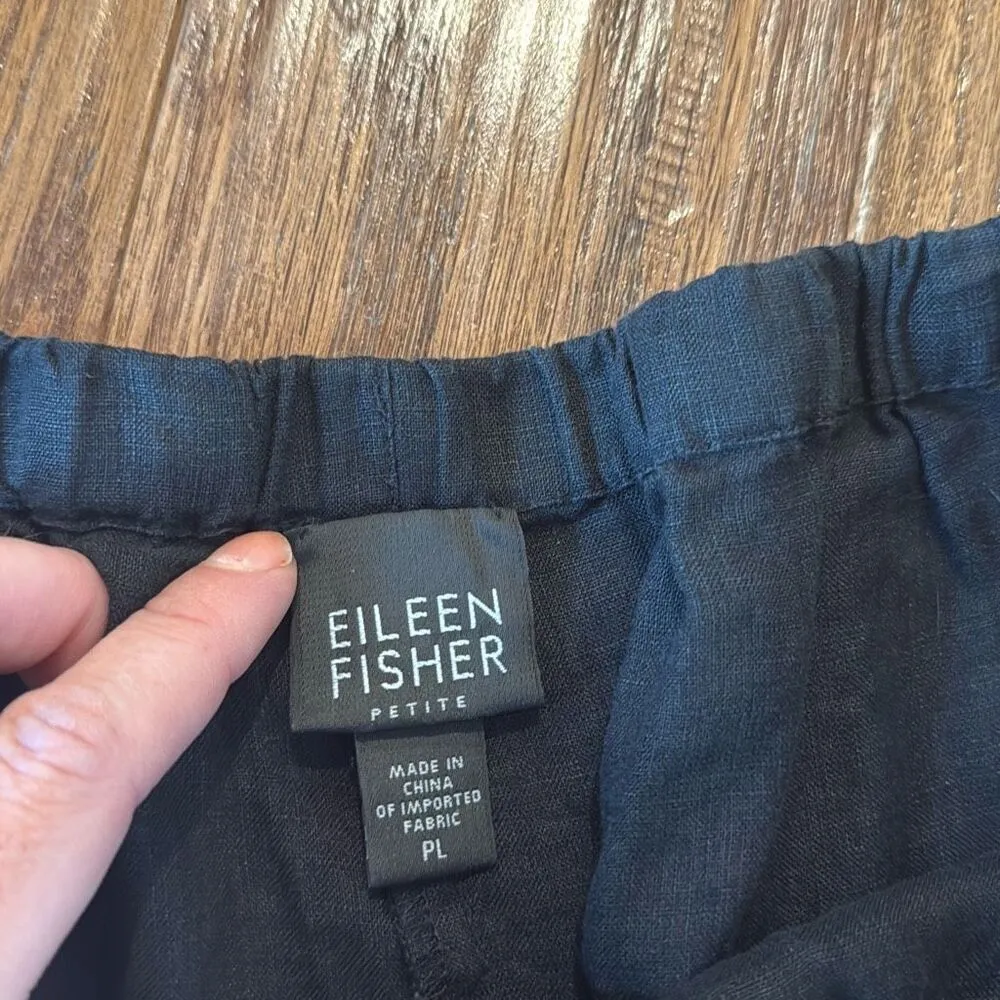 EILEEN
FISHER
PETITE
MADE IN
CHINA
OF IMPORTED
FABRIC
PL